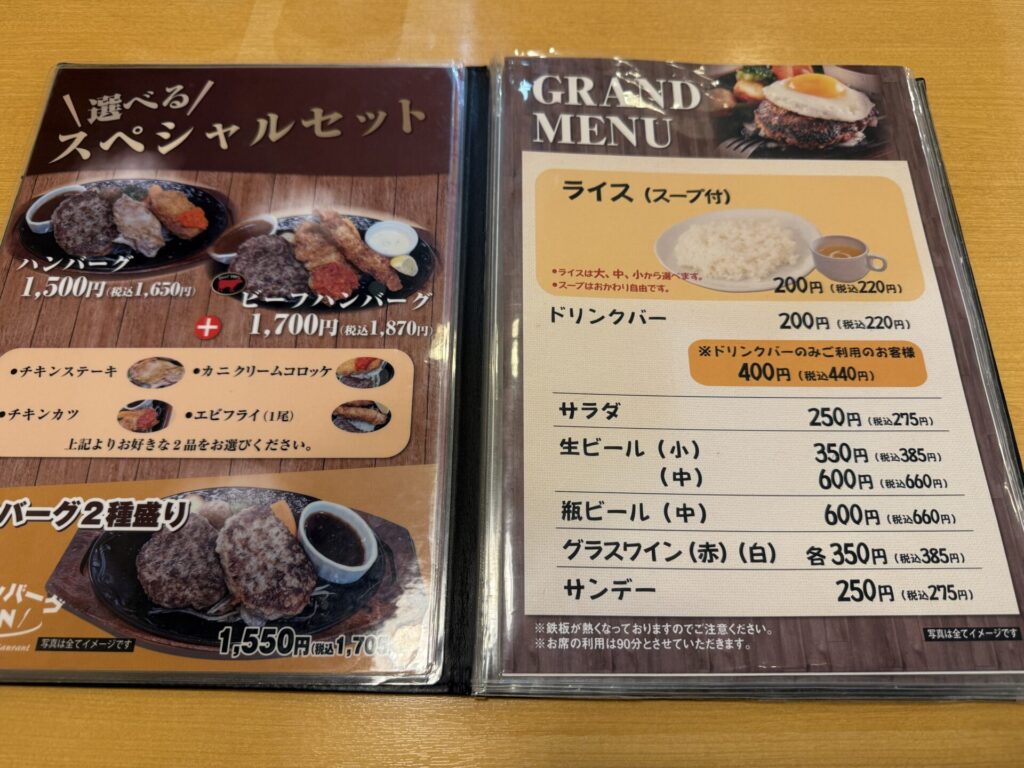 選べる
スペシャルセット
ハンバーグ
1,500円(税込1,650円)
ビーフハンバーグ
1,700円(税込1,870円)
+
•チキンステーキ •カニクリームコロッケ
•チキンカツ •エビフライ(1尾)
上記よりお好きな2品をお選びください。
バーグ2種盛り
ンバーグ
N!
写真は全てイメージです
1,550円(税込1,705
GRAND
MENU
ライス(スープ付)
•ライスは大、中、小から選べます。
•スープはおかわり自由です。
200円(税込220円)
ドリンクバー 200円(税込220円)
※ドリンクバーのみご利用のお客様
400円(税込440円)
サラダ 250円(税込275円)
生ビール(小) 350円(税込385円)
(中) 600円(税込660円)
瓶ビール(中) 600円(税込660円)
グラスワイン(赤)(白) 各350円(税込385円)
サンデー 250円(税込275円)
※鉄板が熱くなっておりますのでご注意ください。
※お席の利用は90分とさせていただきます。
写真は全てイメージです